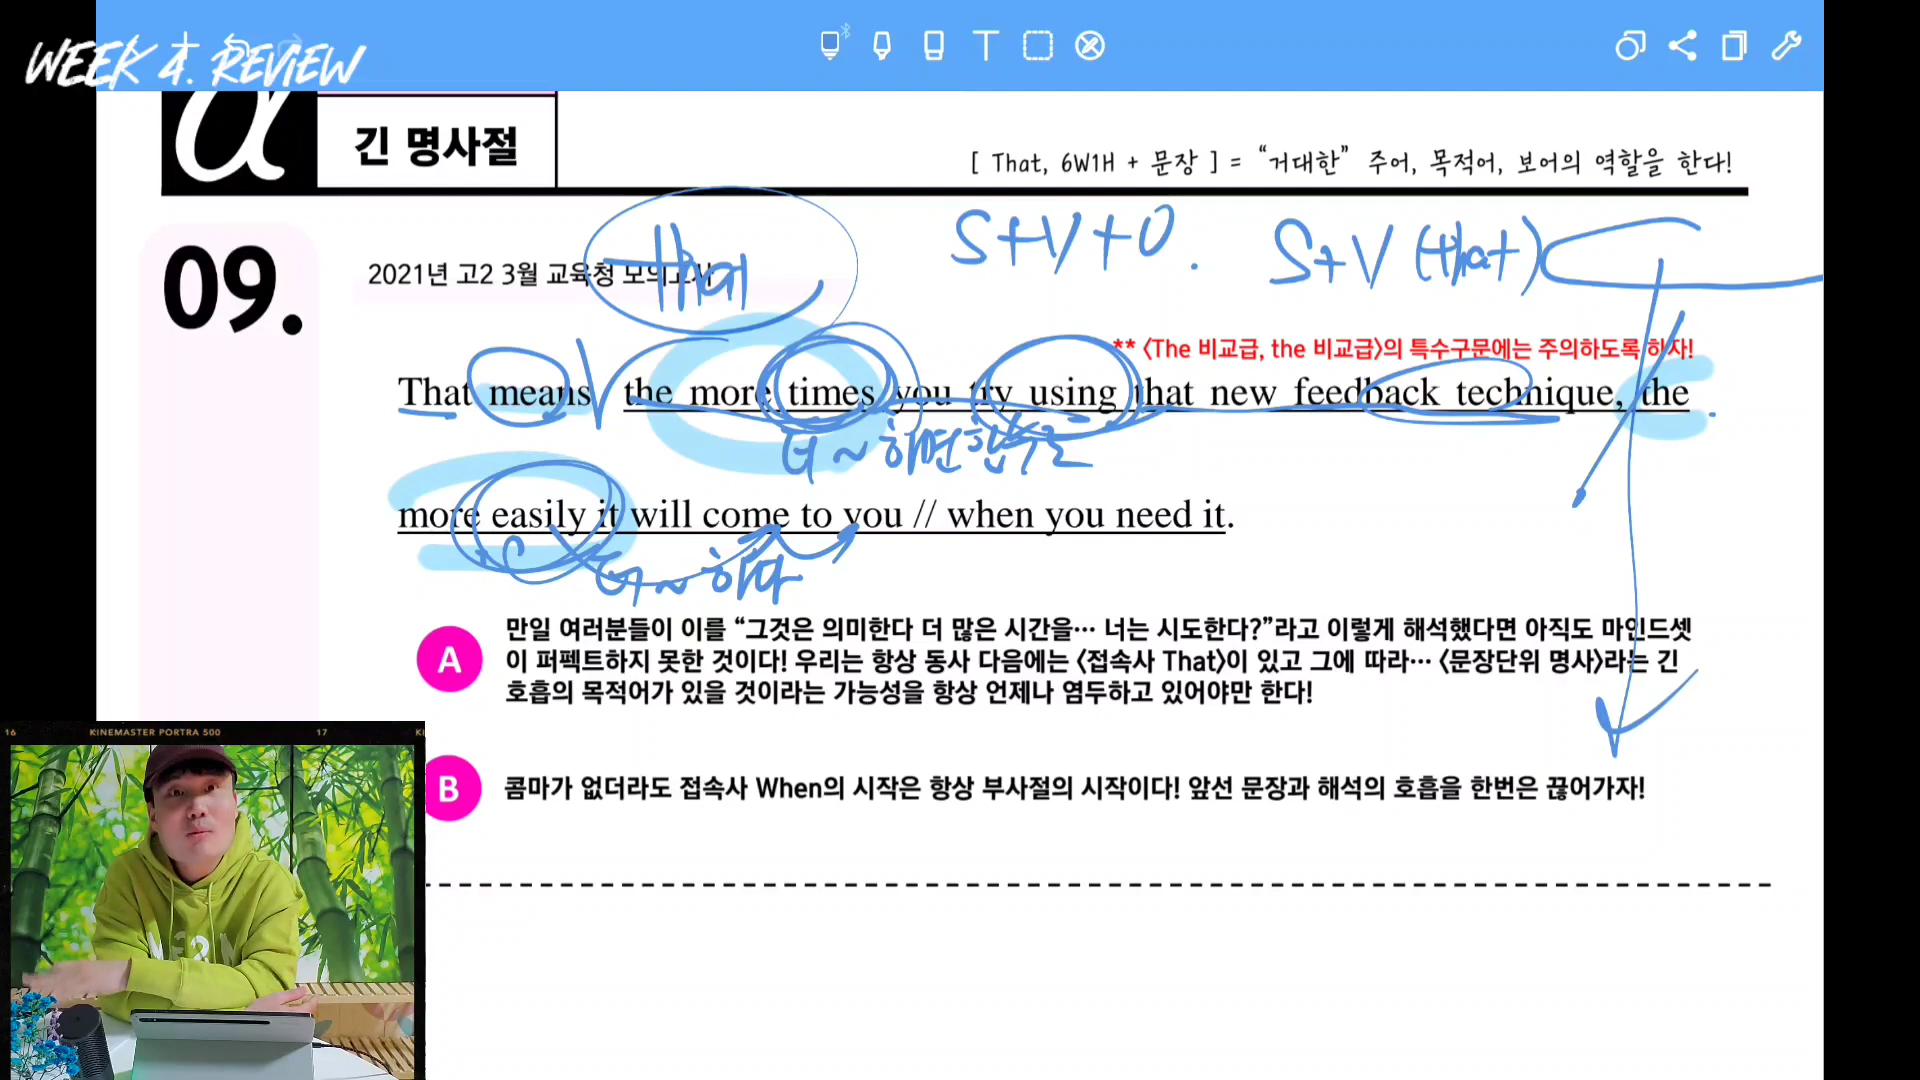 WEEK 4. REVIEW
T
α
긴 명사절
[ That, 6W1H + 문장 ] = “거대한” 주어, 목적어, 보어의 역할을 한다!
09.
2021년 고2 3월 교육청 모의고사
that
S+V+O.
S+V (that)
** <The 비교급, the 비교급>의 특수구문에는 주의하도록 하자!
That means the more times you try using that new feedback technique, the
더 ~ 하면 할수록
more easily it will come to you // when you need it.
더 ~ 하다
A
만일 여러분들이 이를 “그것은 의미한다 더 많은 시간을… 너는 시도한다?”라고 이렇게 해석했다면 아직도 마인드셋
이 퍼펙트하지 못한 것이다! 우리는 항상 동사 다음에는 <접속사 That>이 있고 그에 따라… <문장단위 명사>라는 긴
호흡의 목적어가 있을 것이라는 가능성을 항상 언제나 염두하고 있어야만 한다!
B
콤마가 없더라도 접속사 When의 시작은 항상 부사절의 시작이다! 앞선 문장과 해석의 호흡을 한번은 끊어가자!
16 KINEMASTER PORTRA 500 17 KI